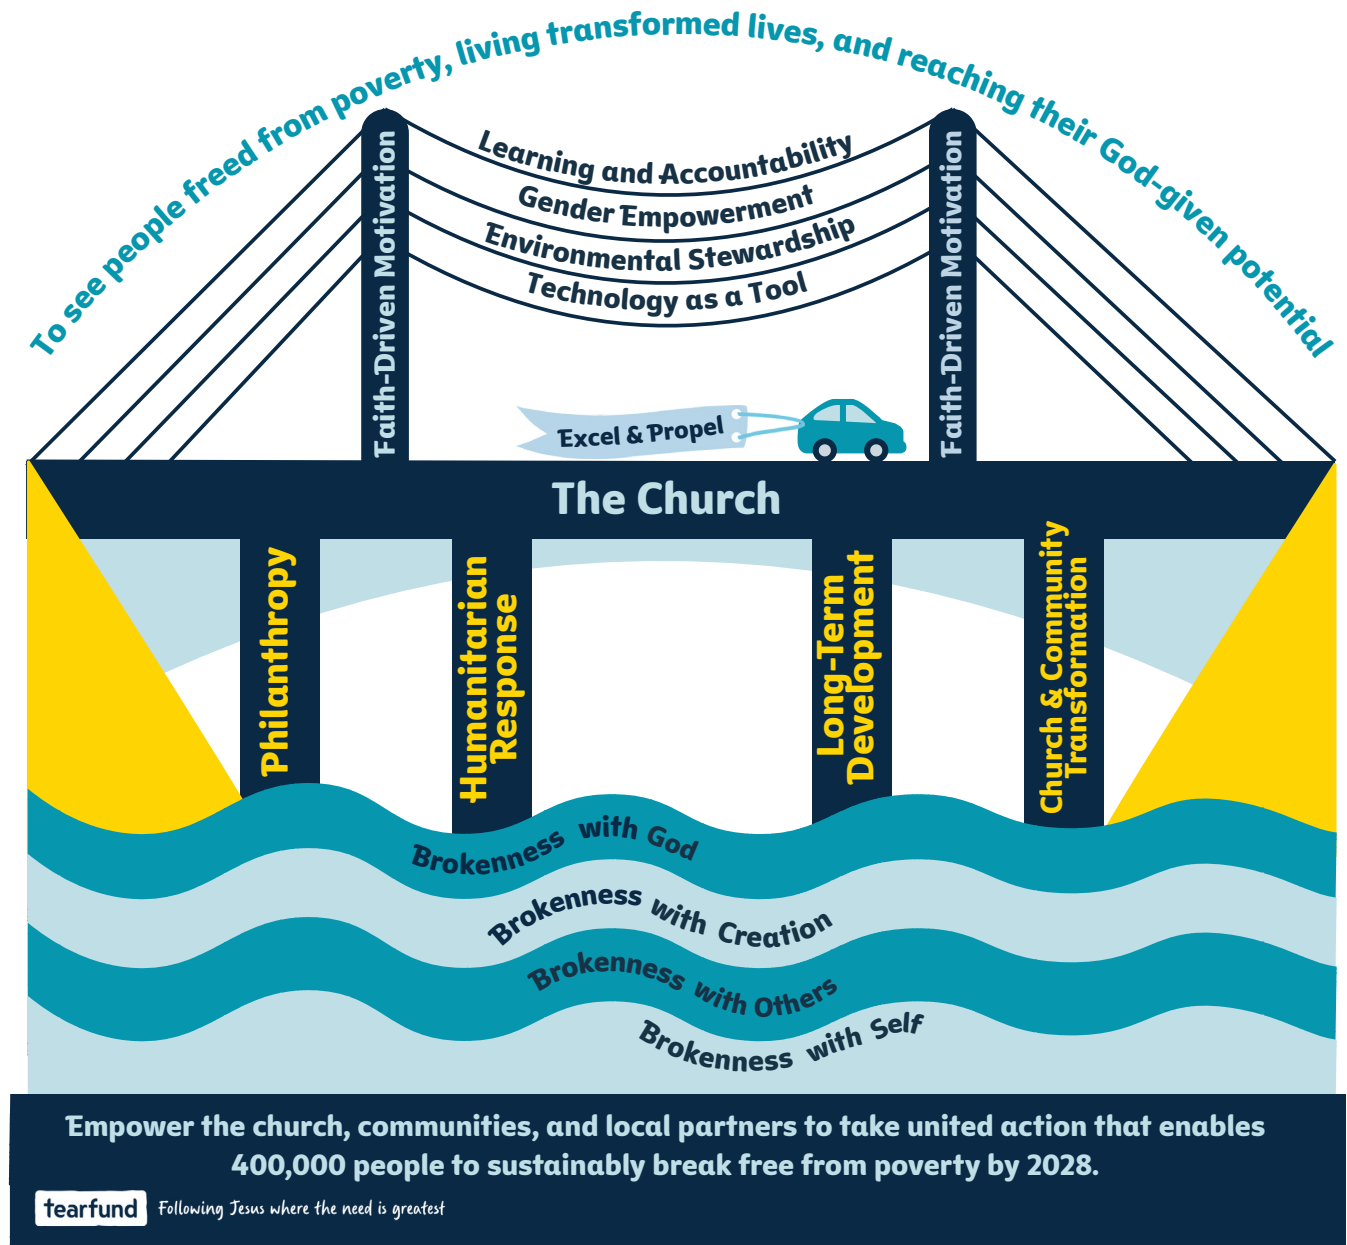 To see people freed from poverty, living transformed lives, and reaching their God-given potential
Faith-Driven Motivation
Learning and Accountability
Gender Empowerment
Environmental Stewardship
Technology as a Tool
Faith-Driven Motivation
Excel & Propel
The Church
Philanthropy
Humanitarian
Response
Long-Term
Development
Church & Community
Transformation
Brokenness with God
Brokenness with Creation
Brokenness with Others
Brokenness with Self
Empower the church, communities, and local partners to take united action that enables
400,000 people to sustainably break free from poverty by 2028.
tearfund Following Jesus where the need is greatest